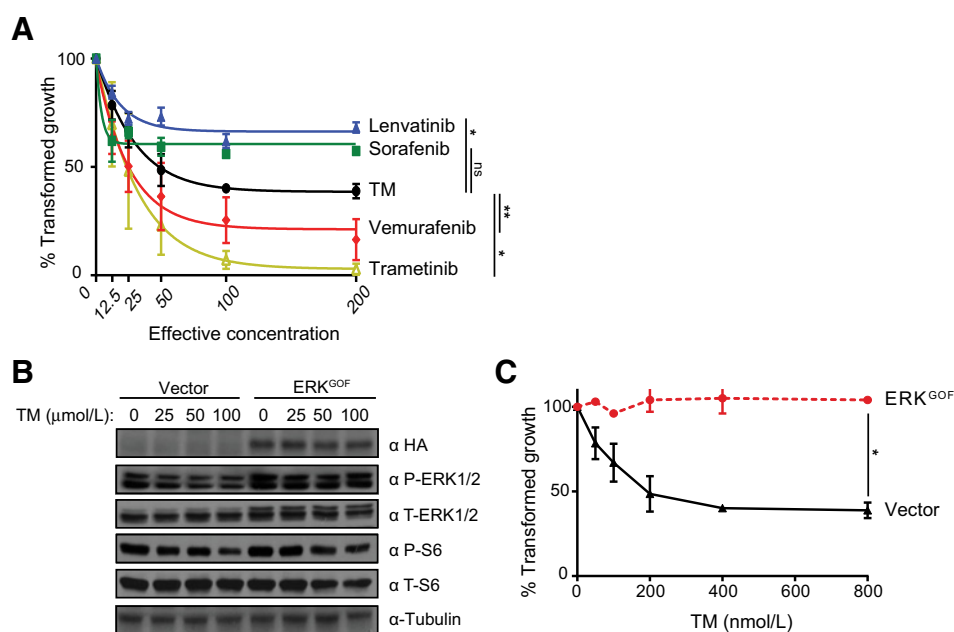 A
% Transformed growth
100
50
0
0
12.5
25
50
100
200
Effective concentration
Lenvatinib
Sorafenib
TM
Vemurafenib
Trametinib
*
ns
**
*
B
Vector ERK^GOF
TM (μmol/L): 0 25 50 100 0 25 50 100
α HA
α P-ERK1/2
α T-ERK1/2
α P-S6
α T-S6
α-Tubulin
C
% Transformed growth
100
50
0
0 200 400 600 800
TM (nmol/L)
ERK^GOF
*
Vector